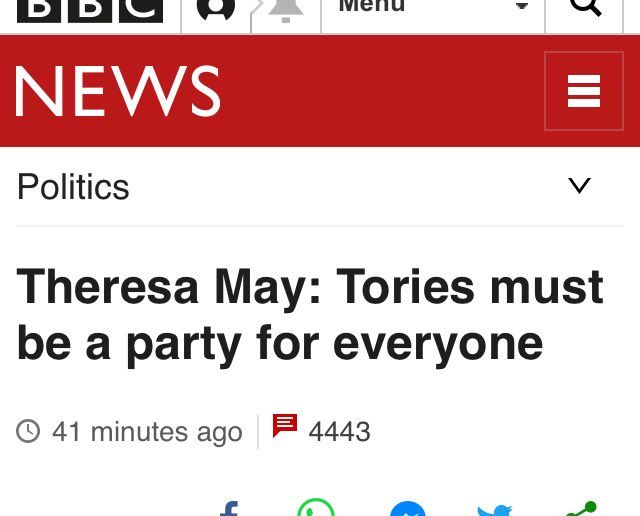 BBC
Menu
NEWS
Politics
Theresa May: Tories must
be a party for everyone
41 minutes ago
4443